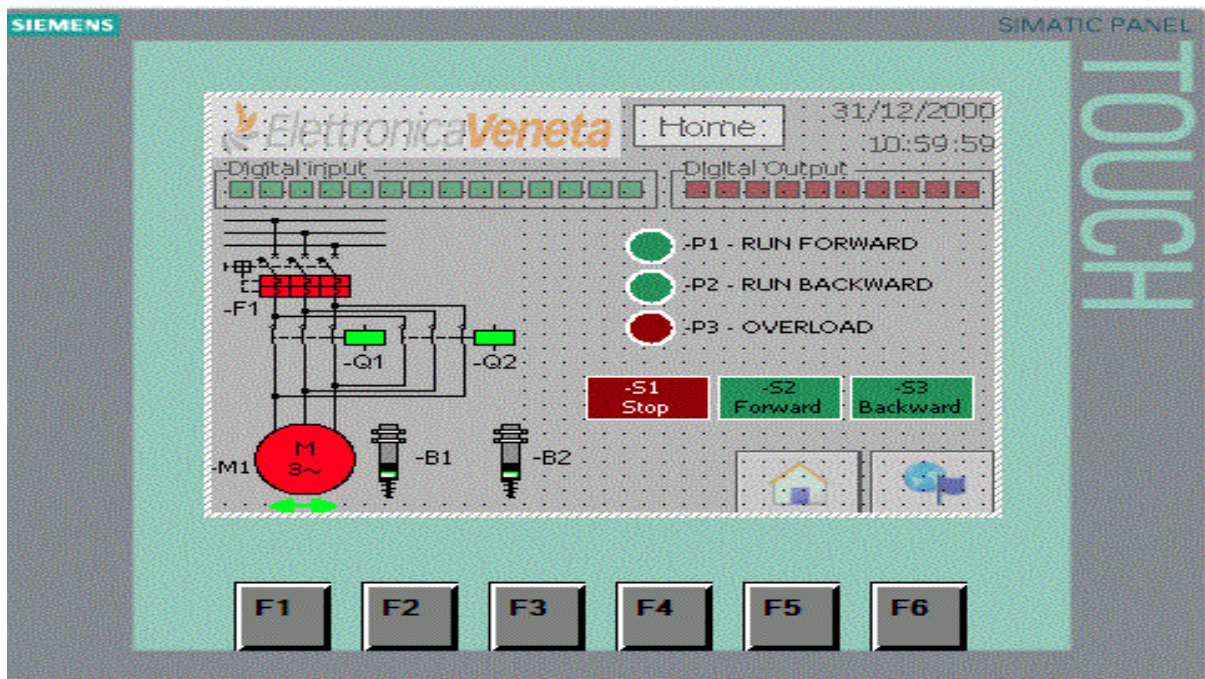 SIEMENS
SIMATIC PANEL
TOUCH
ElettronicaVeneta
Home
31/12/2000
10:59:59
Digital input
Digital Output
-P1 - RUN FORWARD
-P2 - RUN BACKWARD
-P3 - OVERLOAD
-F1
-Q1
-Q2
-S1
Stop
-S2
Forward
-S3
Backward
M
3~
-M1
-B1
-B2
F1
F2
F3
F4
F5
F6